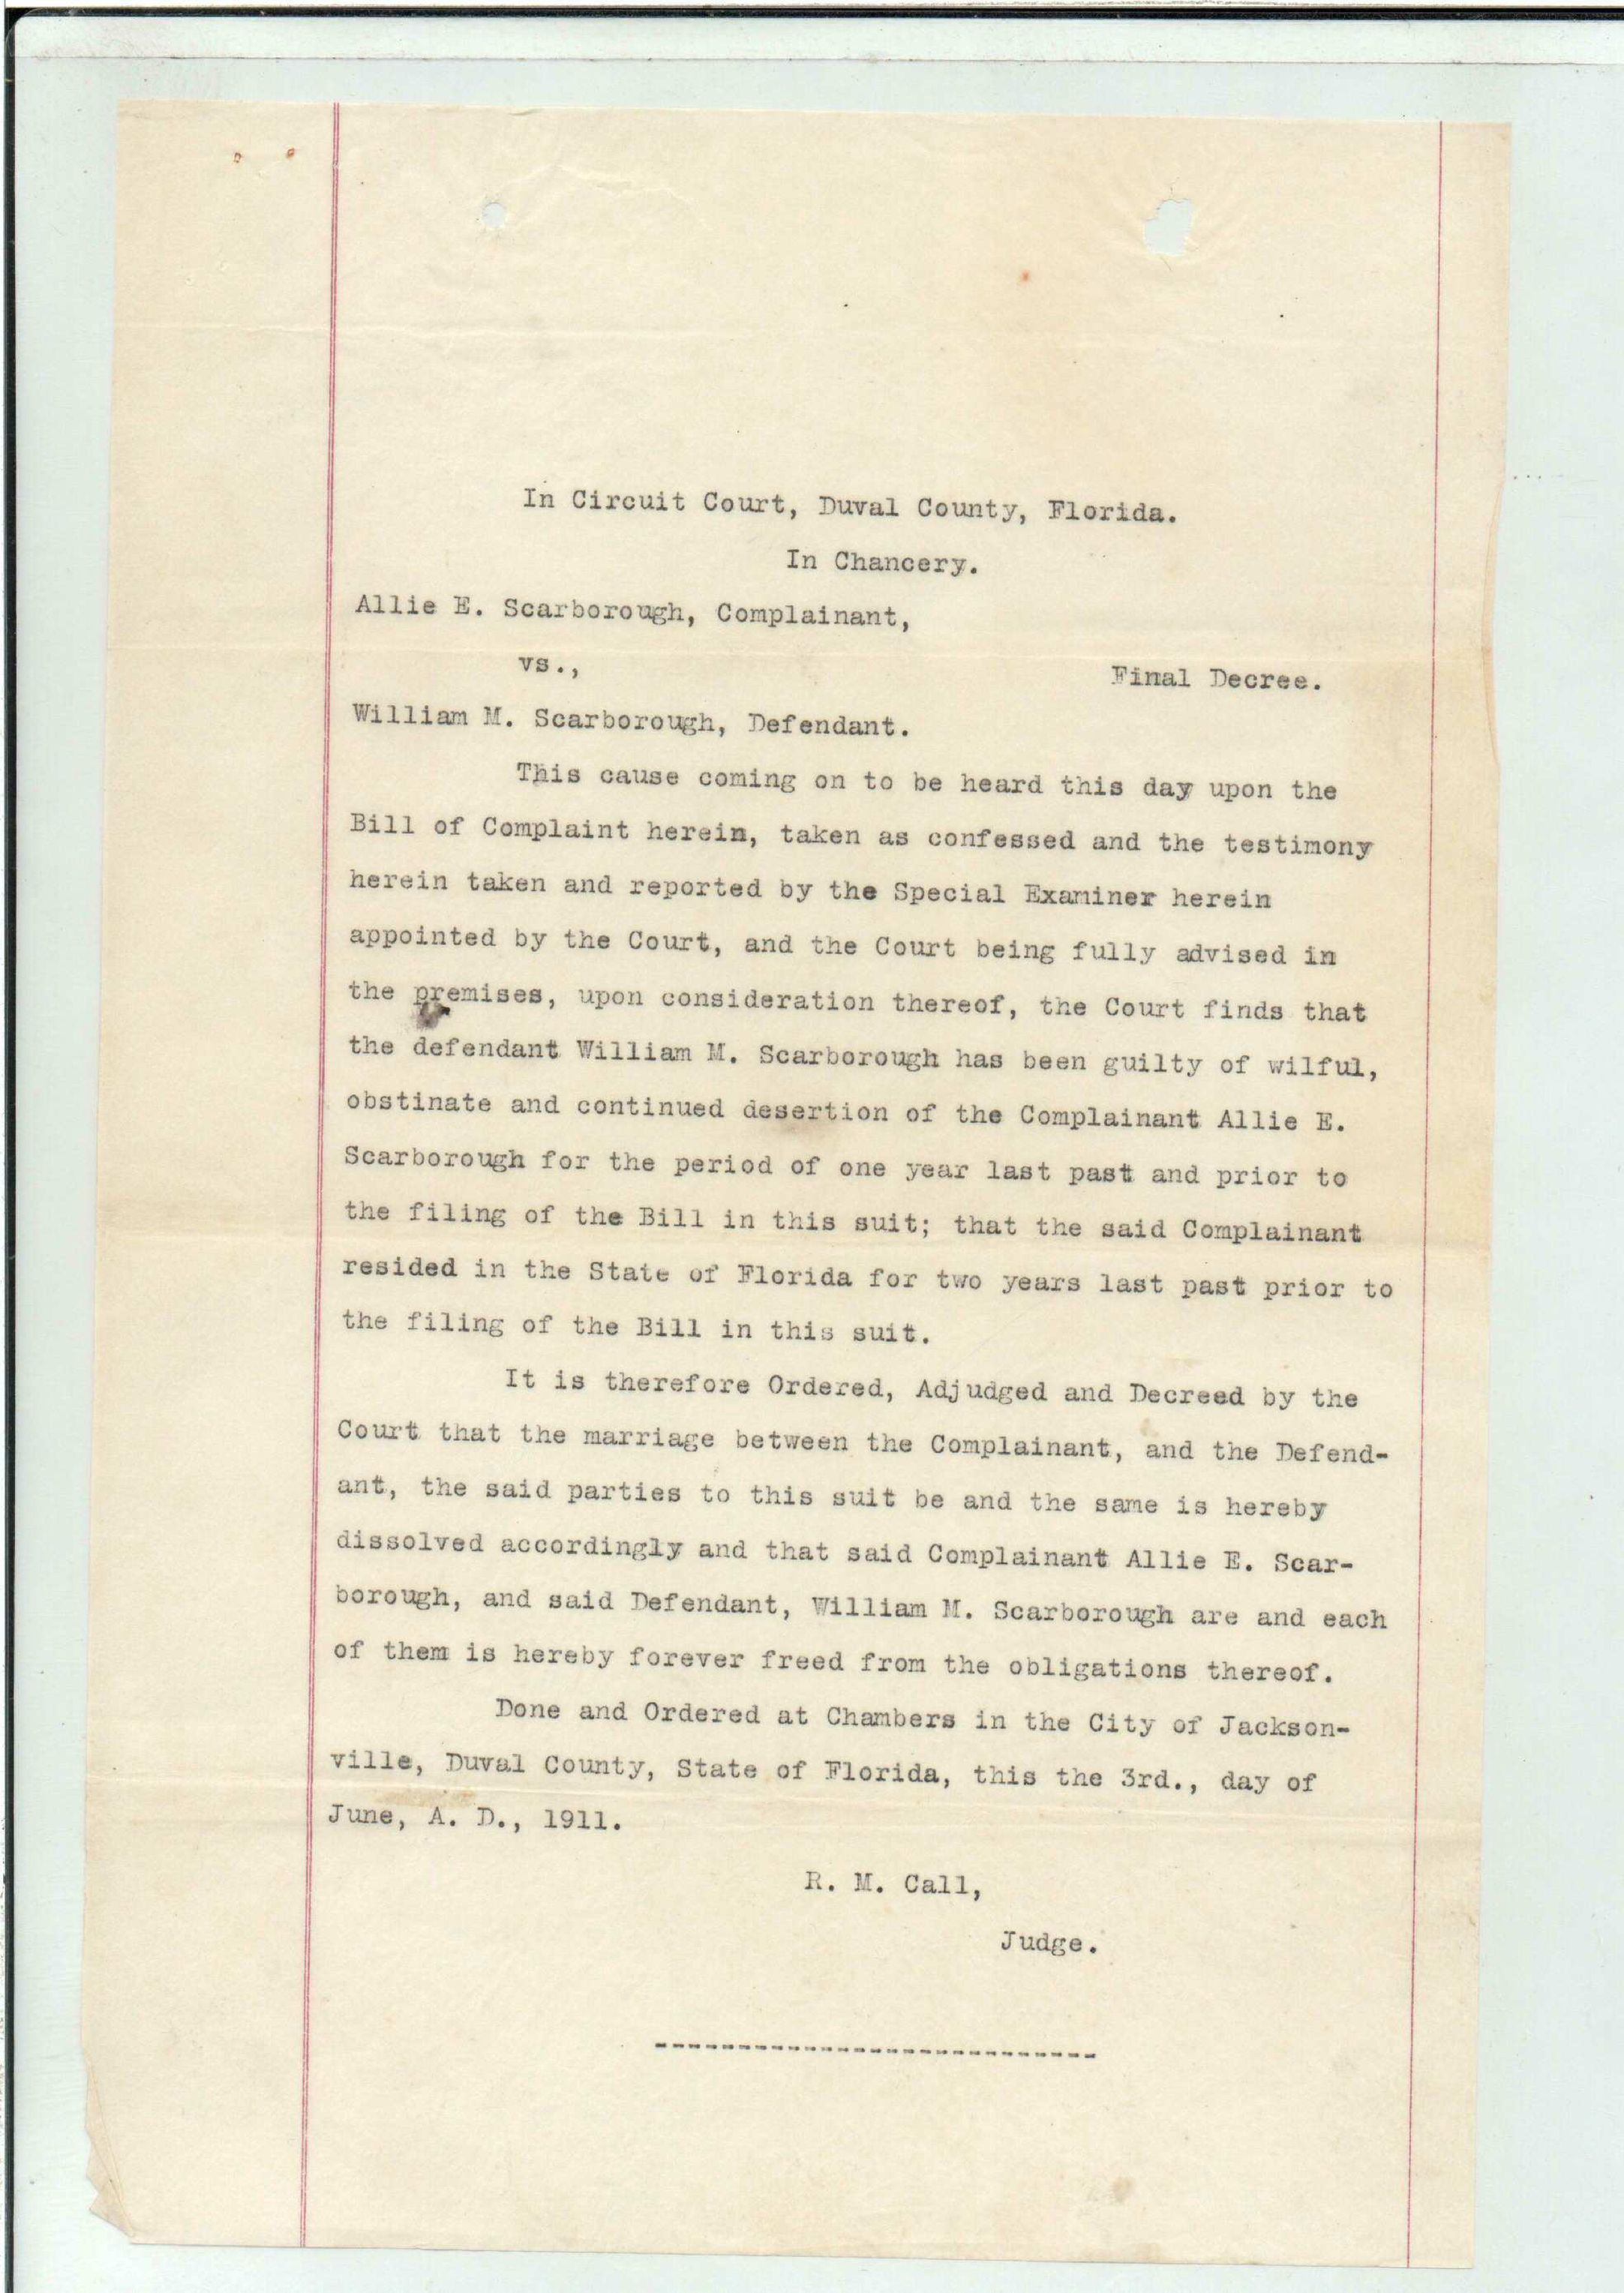 In Circuit Court, Duval County, Florida.
In Chancery.
Allie E. Scarborough, Complainant,
vs.,
Final Decree.
William M. Scarborough, Defendant.
This cause coming on to be heard this day upon the
Bill of Complaint herein, taken as confessed and the testimony
herein taken and reported by the Special Examiner herein
appointed by the Court, and the Court being fully advised in
the premises, upon consideration thereof, the Court finds that
the defendant William M. Scarborough has been guilty of wilful,
obstinate and continued desertion of the Complainant Allie E.
Scarborough for the period of one year last past and prior to
the filing of the Bill in this suit; that the said Complainant
resided in the State of Florida for two years last past prior to
the filing of the Bill in this suit.
It is therefore Ordered, Adjudged and Decreed by the
Court that the marriage between the Complainant, and the Defend-
ant, the said parties to this suit be and the same is hereby
dissolved accordingly and that said Complainant Allie E. Scar-
borough, and said Defendant, William M. Scarborough are and each
of them is hereby forever freed from the obligations thereof.
Done and Ordered at Chambers in the City of Jackson-
ville, Duval County, State of Florida, this the 3rd., day of
June, A. D., 1911.
R. M. Call,
Judge.
---------------------------